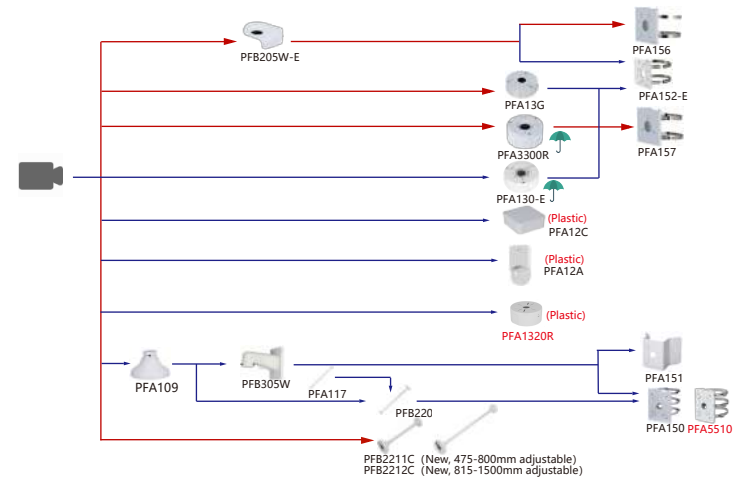 PFA156
PFB205W-E
PFA152-E
PFA13G
PFA3300R
PFA157
PFA130-E
(Plastic)
PFA12C
(Plastic)
PFA12A
(Plastic)
PFA1320R
PFA109
PFB305W
PFA117
PFB220
PFA151
PFA150 PFA5510
PFB2211C (New, 475-800mm adjustable)
PFB2212C (New, 815-1500mm adjustable)